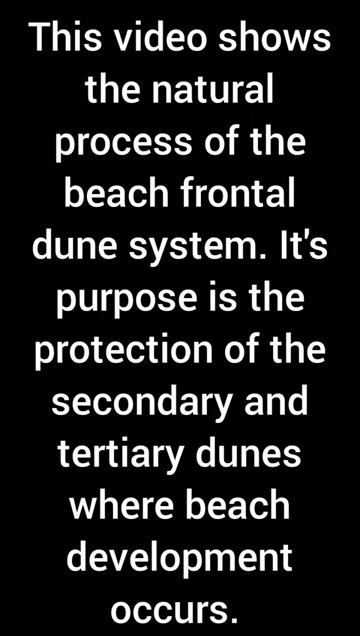 This video shows
the natural
process of the
beach frontal
dune system. It's
purpose is the
protection of the
secondary and
tertiary dunes
where beach
development
occurs.